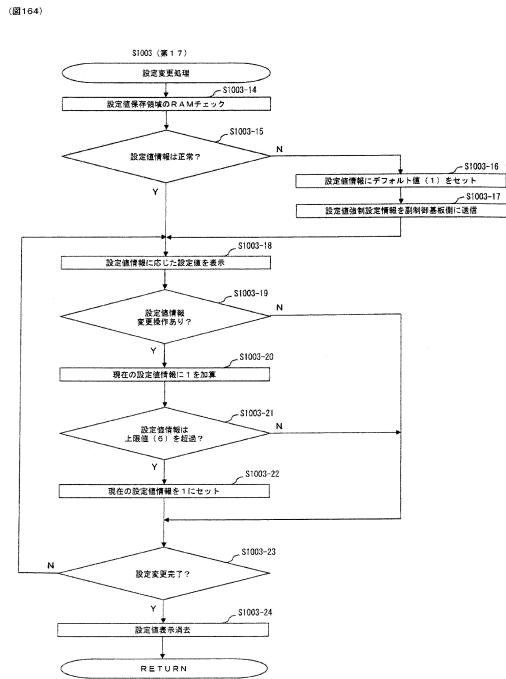 (図164)
S1003 (第17)
設定変更処理
S1003-14
設定値保存領域のRAMチェック
S1003-15
設定値情報は正常?
N
Y
S1003-16
設定値情報にデフォルト値(1)をセット
S1003-17
設定値強制設定情報を副制御基板側に送信
S1003-18
設定値情報に応じた設定値を表示
S1003-19
設定値情報
変更操作あり?
N
Y
S1003-20
現在の設定値情報に1を加算
S1003-21
設定値情報は
上限値(6)を超過?
N
Y
S1003-22
現在の設定値情報を1にセット
S1003-23
設定変更完了?
N
Y
S1003-24
設定値表示消去
RETURN